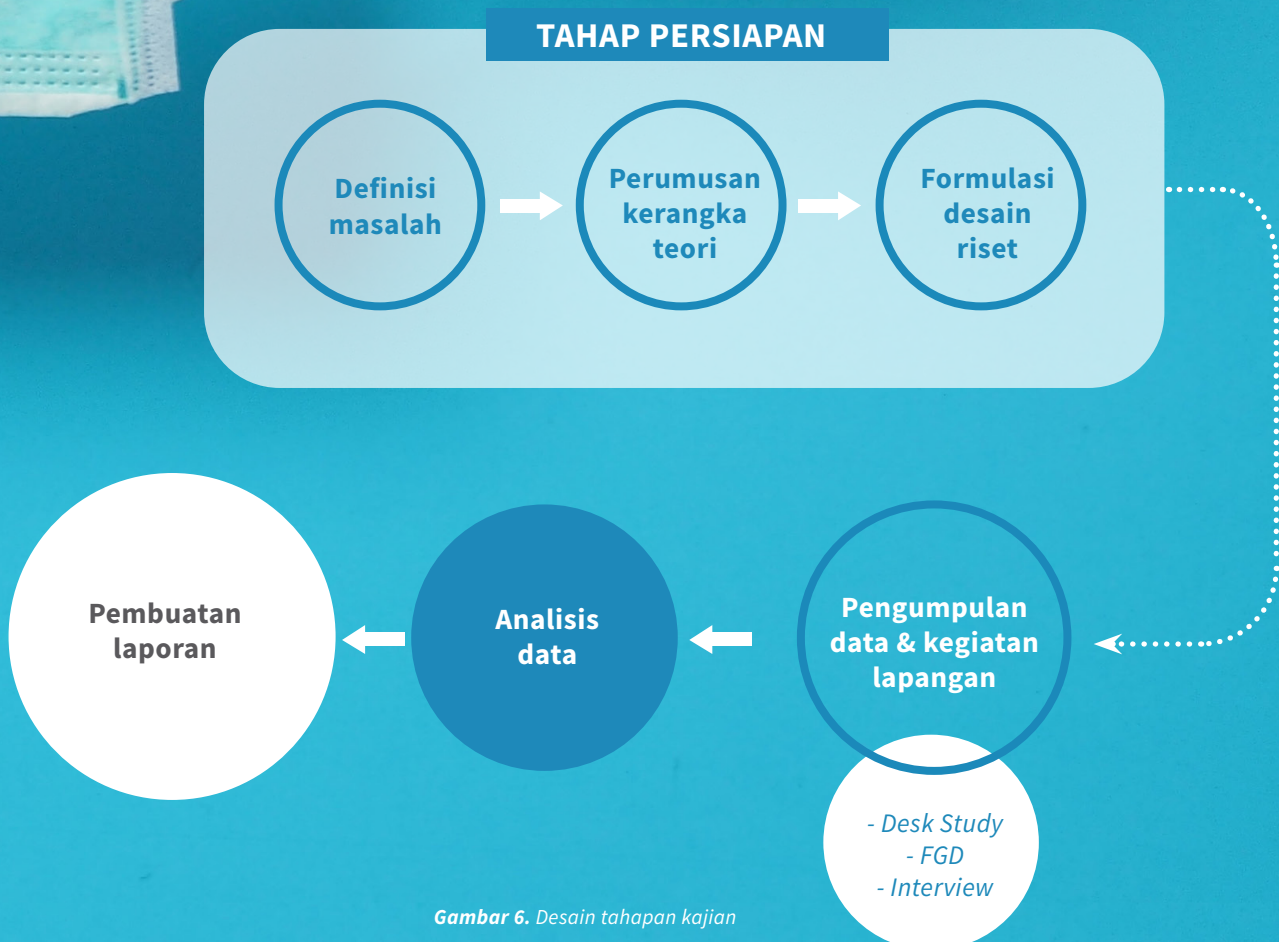 TAHAP PERSIAPAN
Definisi
masalah
Perumusan
kerangka
teori
Formulasi
desain
riset
Pengumpulan
data & kegiatan
lapangan
- Desk Study
- FGD
- Interview
Analisis
data
Pembuatan
laporan
Gambar 6. Desain tahapan kajian